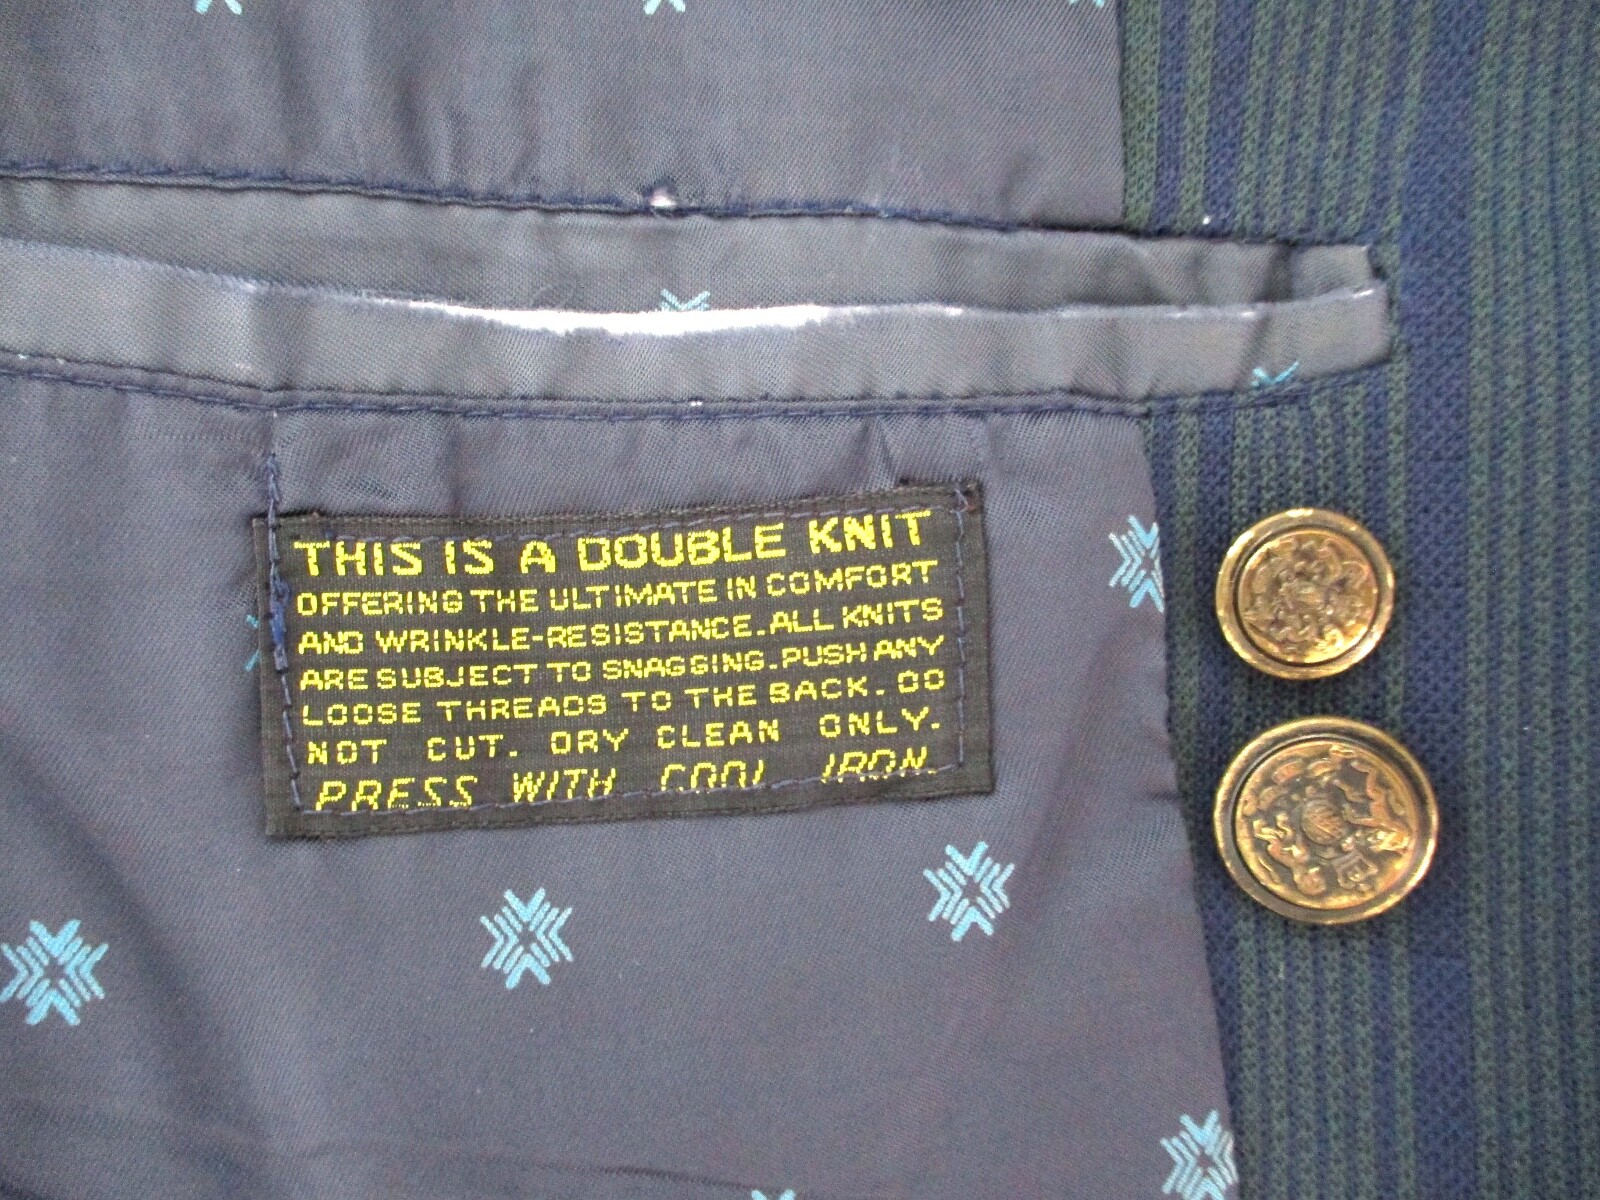 THIS IS A DOUBLE KNIT
OFFERING THE ULTIMATE IN COMFORT
AND WRINKLE-RESISTANCE. ALL KNITS
ARE SUBJECT TO SNAGGING. PUSH ANY
LOOSE THREADS TO THE BACK. DO
NOT CUT. DRY CLEAN ONLY.
PRESS WITH COOL IRON.